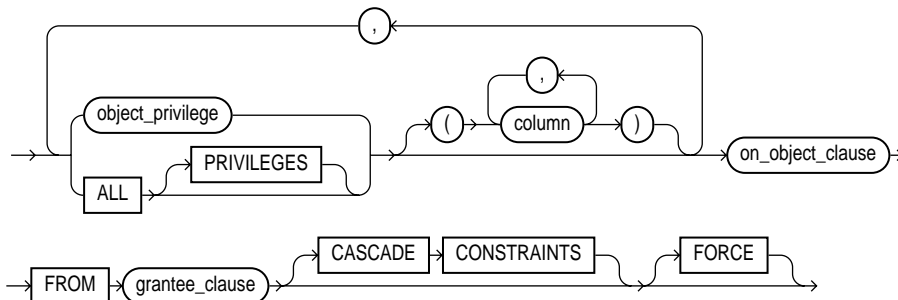 ,
,
object_privilege
( column )
PRIVILEGES
ALL
on_object_clause
CASCADE CONSTRAINTS FORCE
FROM grantee_clause